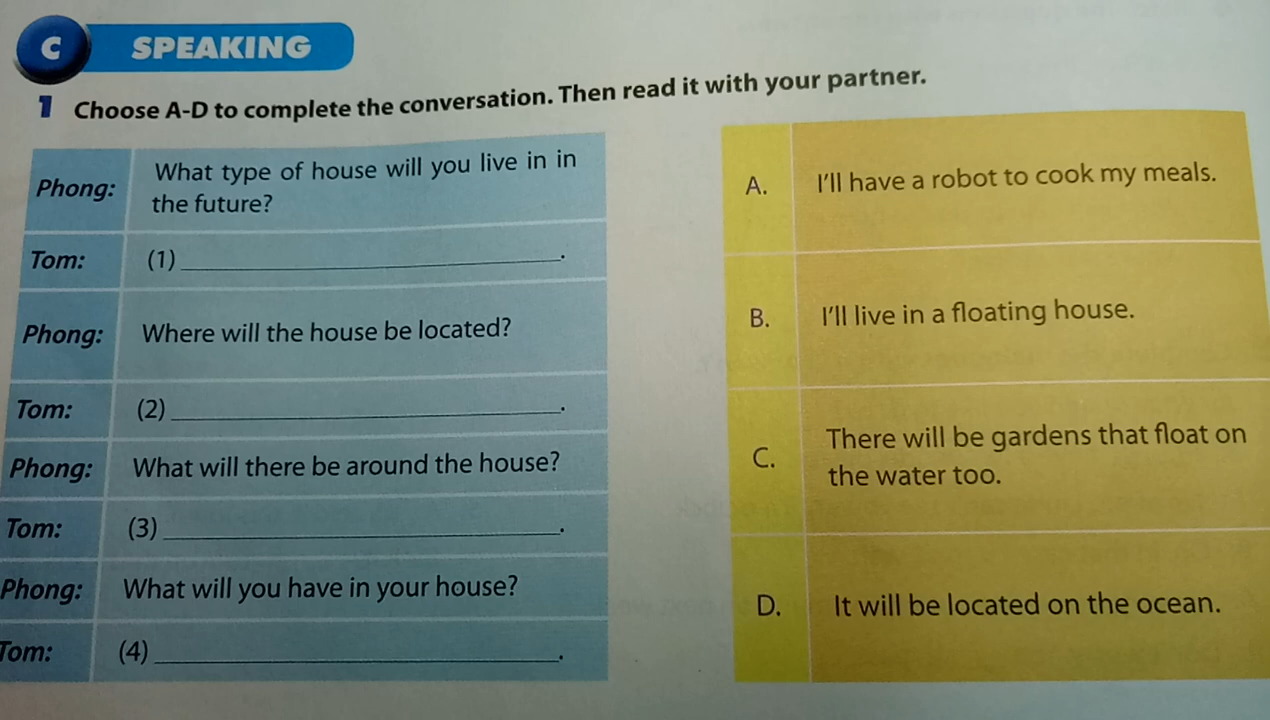 C SPEAKING
1 Choose A-D to complete the conversation. Then read it with your partner.
Phong: What type of house will you live in in
the future?
Tom: (1) ______________.
Phong: Where will the house be located?
Tom: (2) ______________.
Phong: What will there be around the house?
Tom: (3) ______________.
Phong: What will you have in your house?
Tom: (4) ______________.
A. I'll have a robot to cook my meals.
B. I'll live in a floating house.
C. There will be gardens that float on
the water too.
D. It will be located on the ocean.